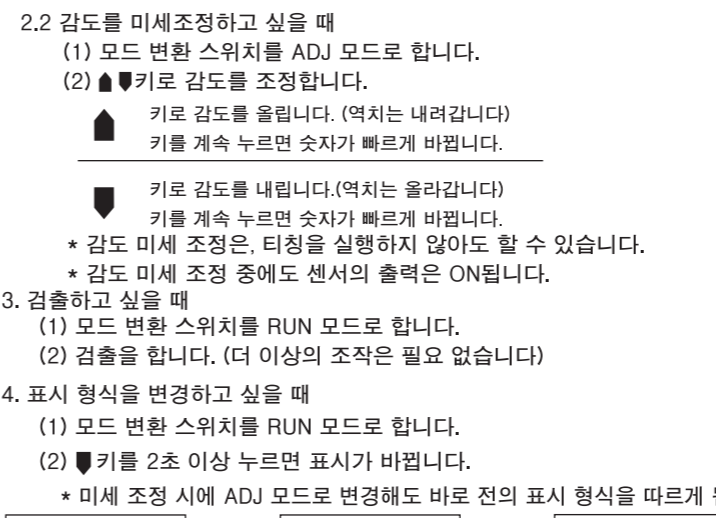 2.2 감도를 미세조정하고 싶을 때
(1) 모드 변환 스위치를 ADJ 모드로 합니다.
(2) 키로 감도를 조정합니다.
키로 감도를 올립니다. (역치는 내려갑니다)
키를 계속 누르면 숫자가 빠르게 바뀝니다.
키로 감도를 내립니다.(역치는 올라갑니다)
키를 계속 누르면 숫자가 빠르게 바뀝니다.
* 감도 미세 조정은, 티칭을 실행하지 않아도 할 수 있습니다.
* 감도 미세 조정 중에도 센서의 출력은 ON됩니다.
3. 검출하고 싶을 때
(1) 모드 변환 스위치를 RUN 모드로 합니다.
(2) 검출을 합니다. (더 이상의 조작은 필요 없습니다)
4. 표시 형식을 변경하고 싶을 때
(1) 모드 변환 스위치를 RUN 모드로 합니다.
(2) 키를 2초 이상 누르면 표시가 바뀝니다.
* 미세 조정 시에 ADJ 모드로 변경해도 바로 전의 표시 형식을 따르게